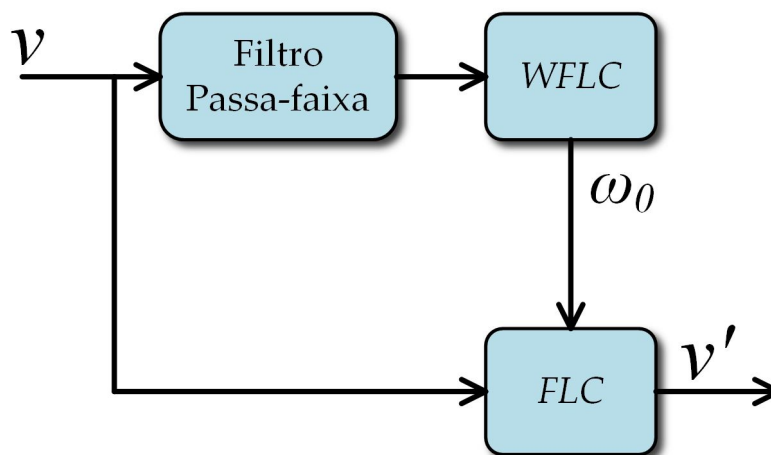 v
Filtro
Passa-faixa
WFLC
ω₀
FLC
v'